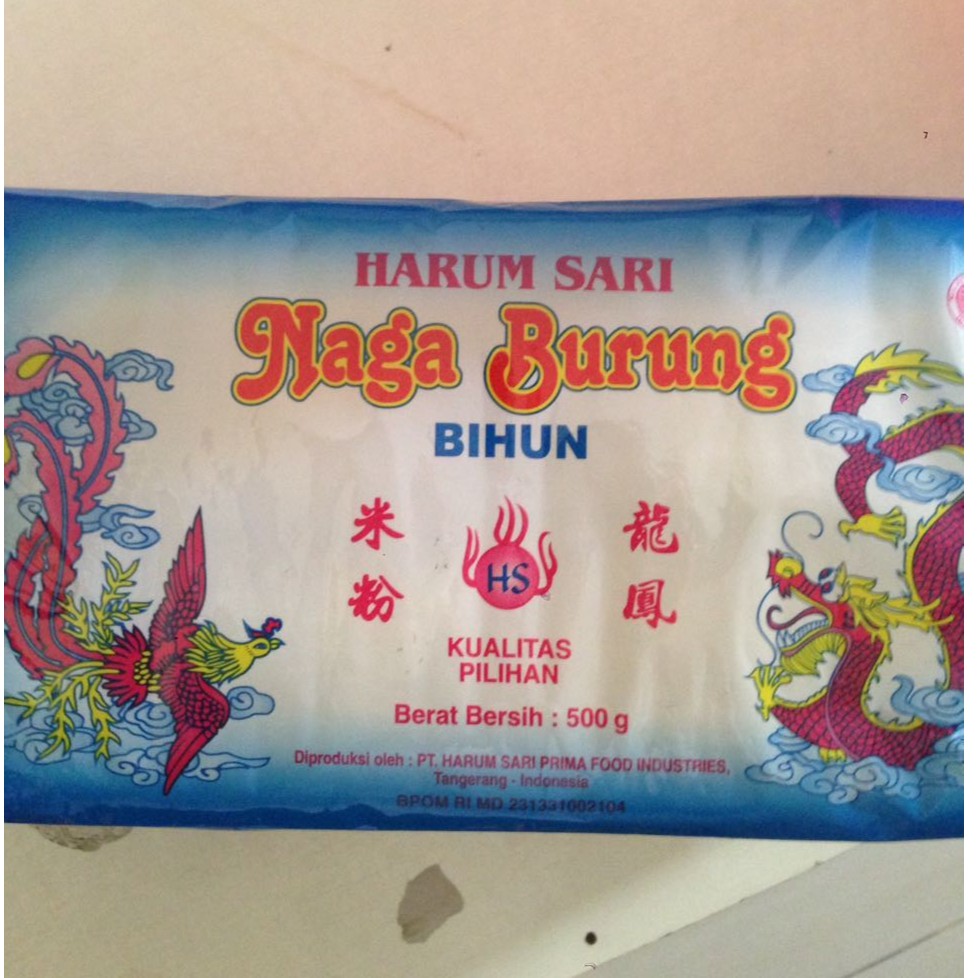 HARUM SARI
Naga Burung
BIHUN
米粉
龍鳳
HS
KUALITAS
PILIHAN
Berat Bersih : 500 g
Diproduksi oleh : PT. HARUM SARI PRIMA FOOD INDUSTRIES,
Tangerang - Indonesia
BPOM RI MD 231331002104